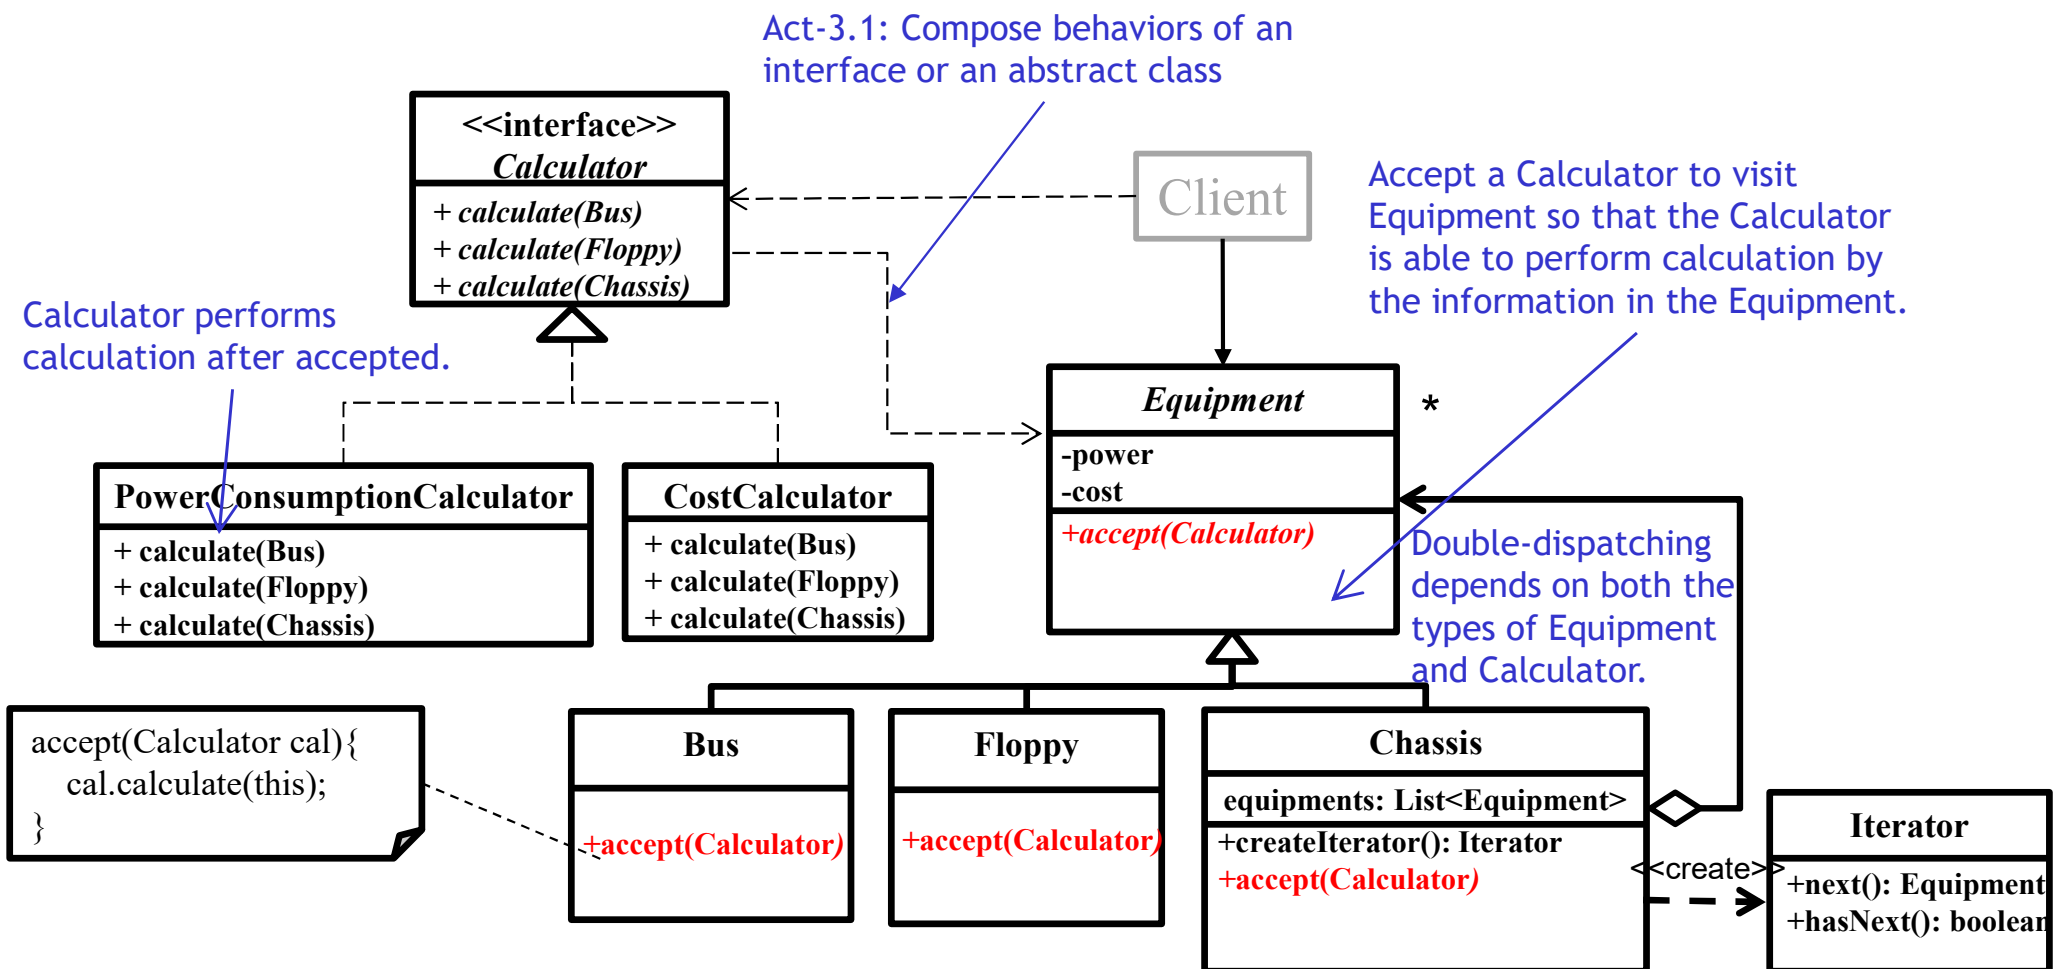 Act-3.1: Compose behaviors of an
interface or an abstract class
<<interface>>
Calculator
+ calculate(Bus)
+ calculate(Floppy)
+ calculate(Chassis)
Client
Accept a Calculator to visit
Equipment so that the Calculator
is able to perform calculation by
the information in the Equipment.
Calculator performs
calculation after accepted.
Equipment
*
-power
-cost
+accept(Calculator)
PowerConsumptionCalculator
+ calculate(Bus)
+ calculate(Floppy)
+ calculate(Chassis)
CostCalculator
+ calculate(Bus)
+ calculate(Floppy)
+ calculate(Chassis)
Double-dispatching
depends on both the
types of Equipment
and Calculator.
accept(Calculator cal){
cal.calculate(this);
}
Bus
+accept(Calculator)
Floppy
+accept(Calculator)
Chassis
equipments: List<Equipment>
+createIterator(): Iterator
+accept(Calculator)
<<create>>
Iterator
+next(): Equipment
+hasNext(): boolean